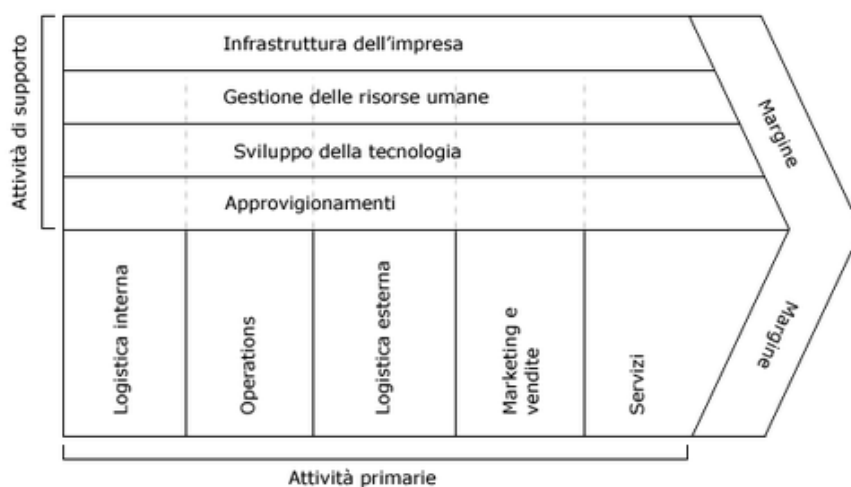 Attività di supporto
Infrastruttura dell'impresa
Gestione delle risorse umane
Sviluppo della tecnologia
Approvigionamenti
Margine
Logistica interna
Operations
Logistica esterna
Marketing e
vendite
Servizi
Margine
Attività primarie